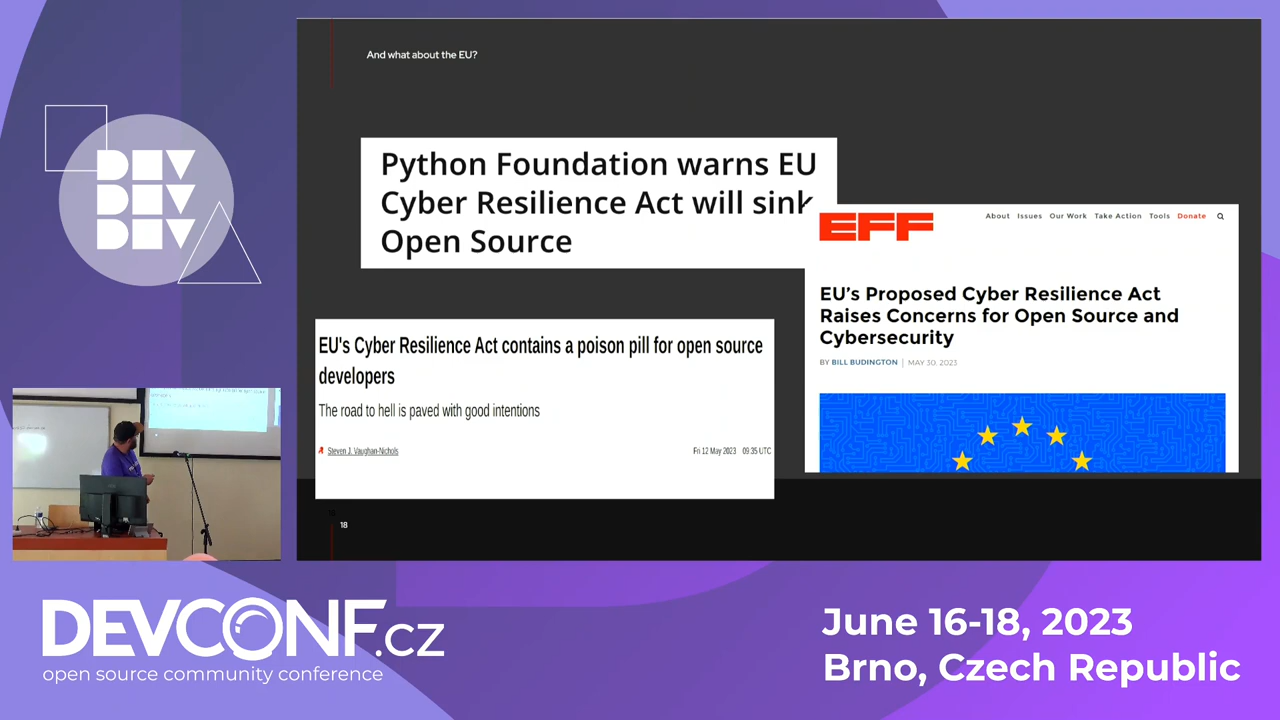 And what about the EU?
Python Foundation warns EU
Cyber Resilience Act will sink
Open Source
EFF
About Issues Our Work Take Action Tools Donate
EU's Proposed Cyber Resilience Act
Raises Concerns for Open Source and
Cybersecurity
BY BILL BUDINGTON | MAY 30, 2023
EU's Cyber Resilience Act contains a poison pill for open source
developers
The road to hell is paved with good intentions
Steven J. Vaughan-Nichols
Fri 12 May 2023 09:35 UTC
18
DEV
DEV
DEV
DEVCONF.cz
open source community conference
June 16-18, 2023
Brno, Czech Republic